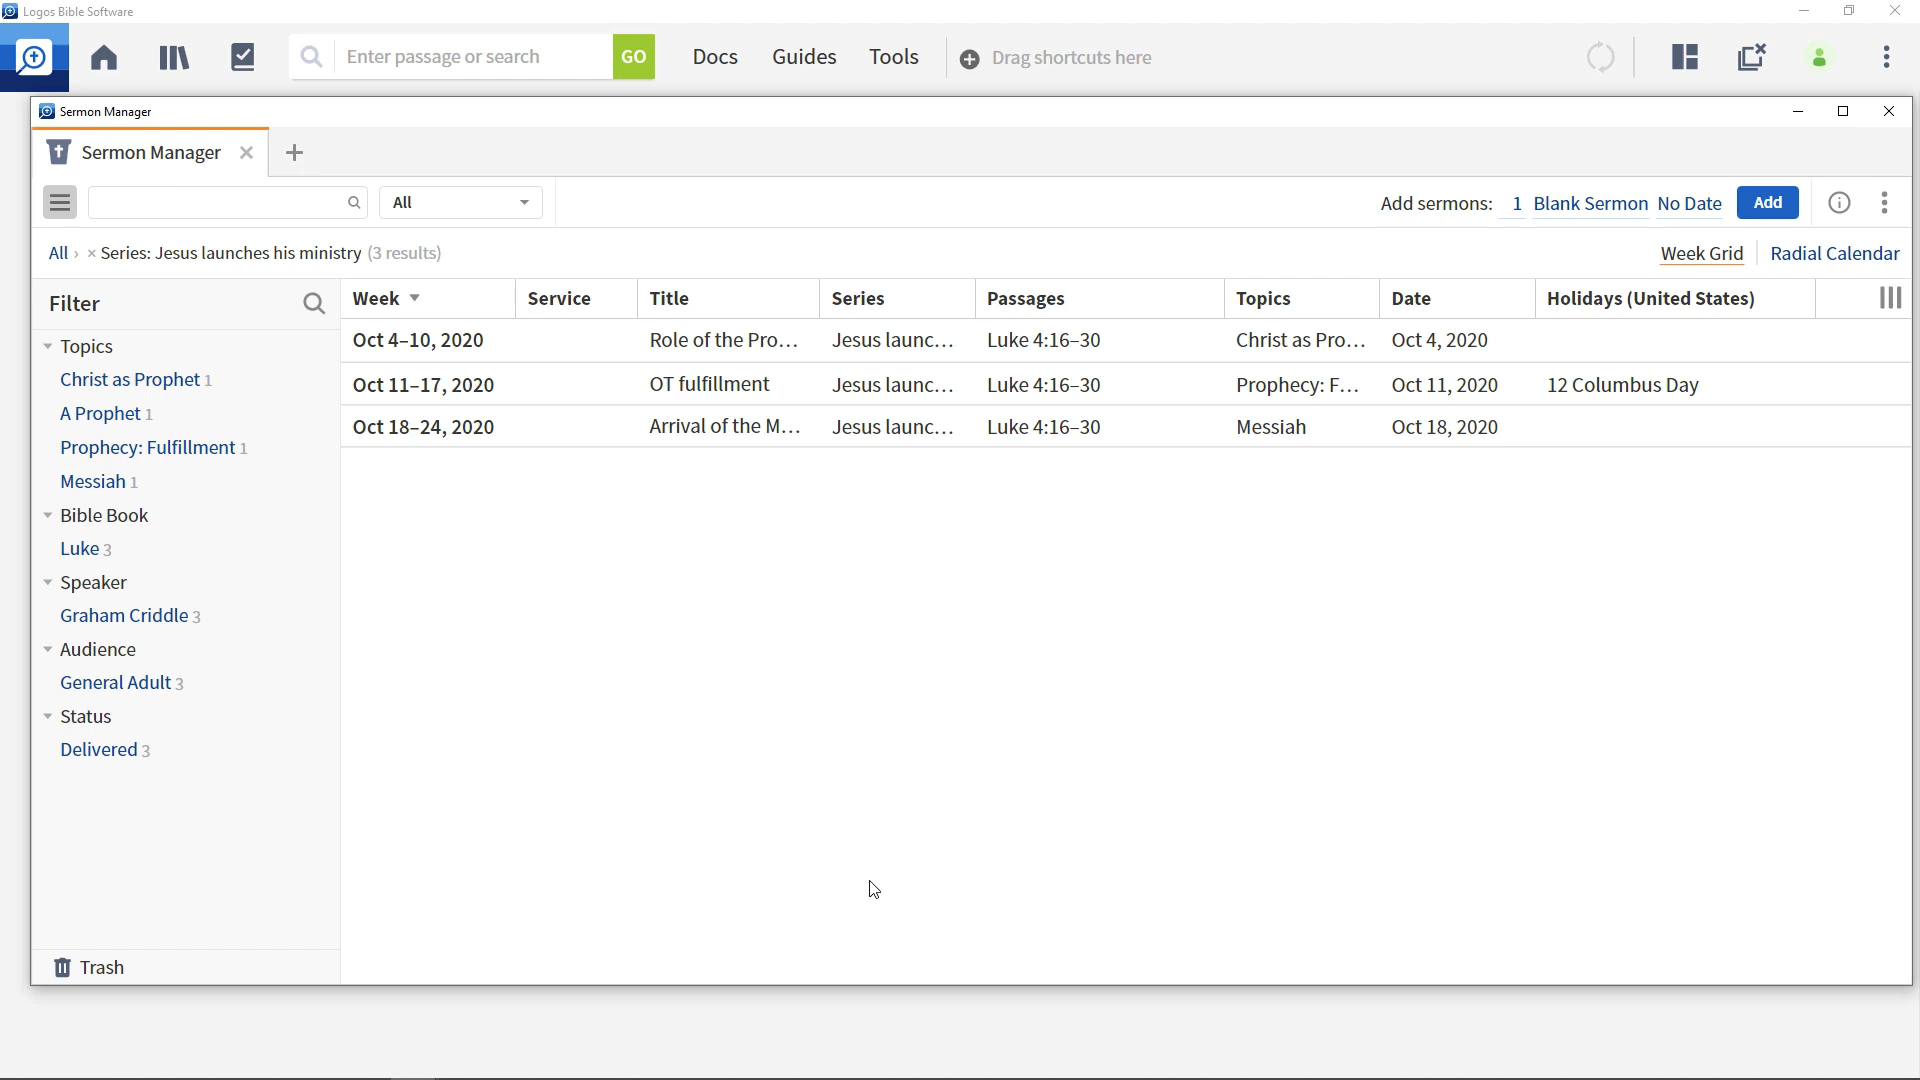 Logos Bible Software
Enter passage or search GO Docs Guides Tools Drag shortcuts here
Sermon Manager
Sermon Manager
All Add sermons: 1 Blank Sermon No Date Add
All › × Series: Jesus launches his ministry (3 results) Week Grid Radial Calendar
Filter Week Service Title Series Passages Topics Date Holidays (United States)
Oct 4–10, 2020 Role of the Pro... Jesus launc... Luke 4:16–30 Christ as Pro... Oct 4, 2020
Oct 11–17, 2020 OT fulfillment Jesus launc... Luke 4:16–30 Prophecy: F... Oct 11, 2020 12 Columbus Day
Oct 18–24, 2020 Arrival of the M... Jesus launc... Luke 4:16–30 Messiah Oct 18, 2020
Topics
Christ as Prophet 1
A Prophet 1
Prophecy: Fulfillment 1
Messiah 1
Bible Book
Luke 3
Speaker
Graham Criddle 3
Audience
General Adult 3
Status
Delivered 3
Trash